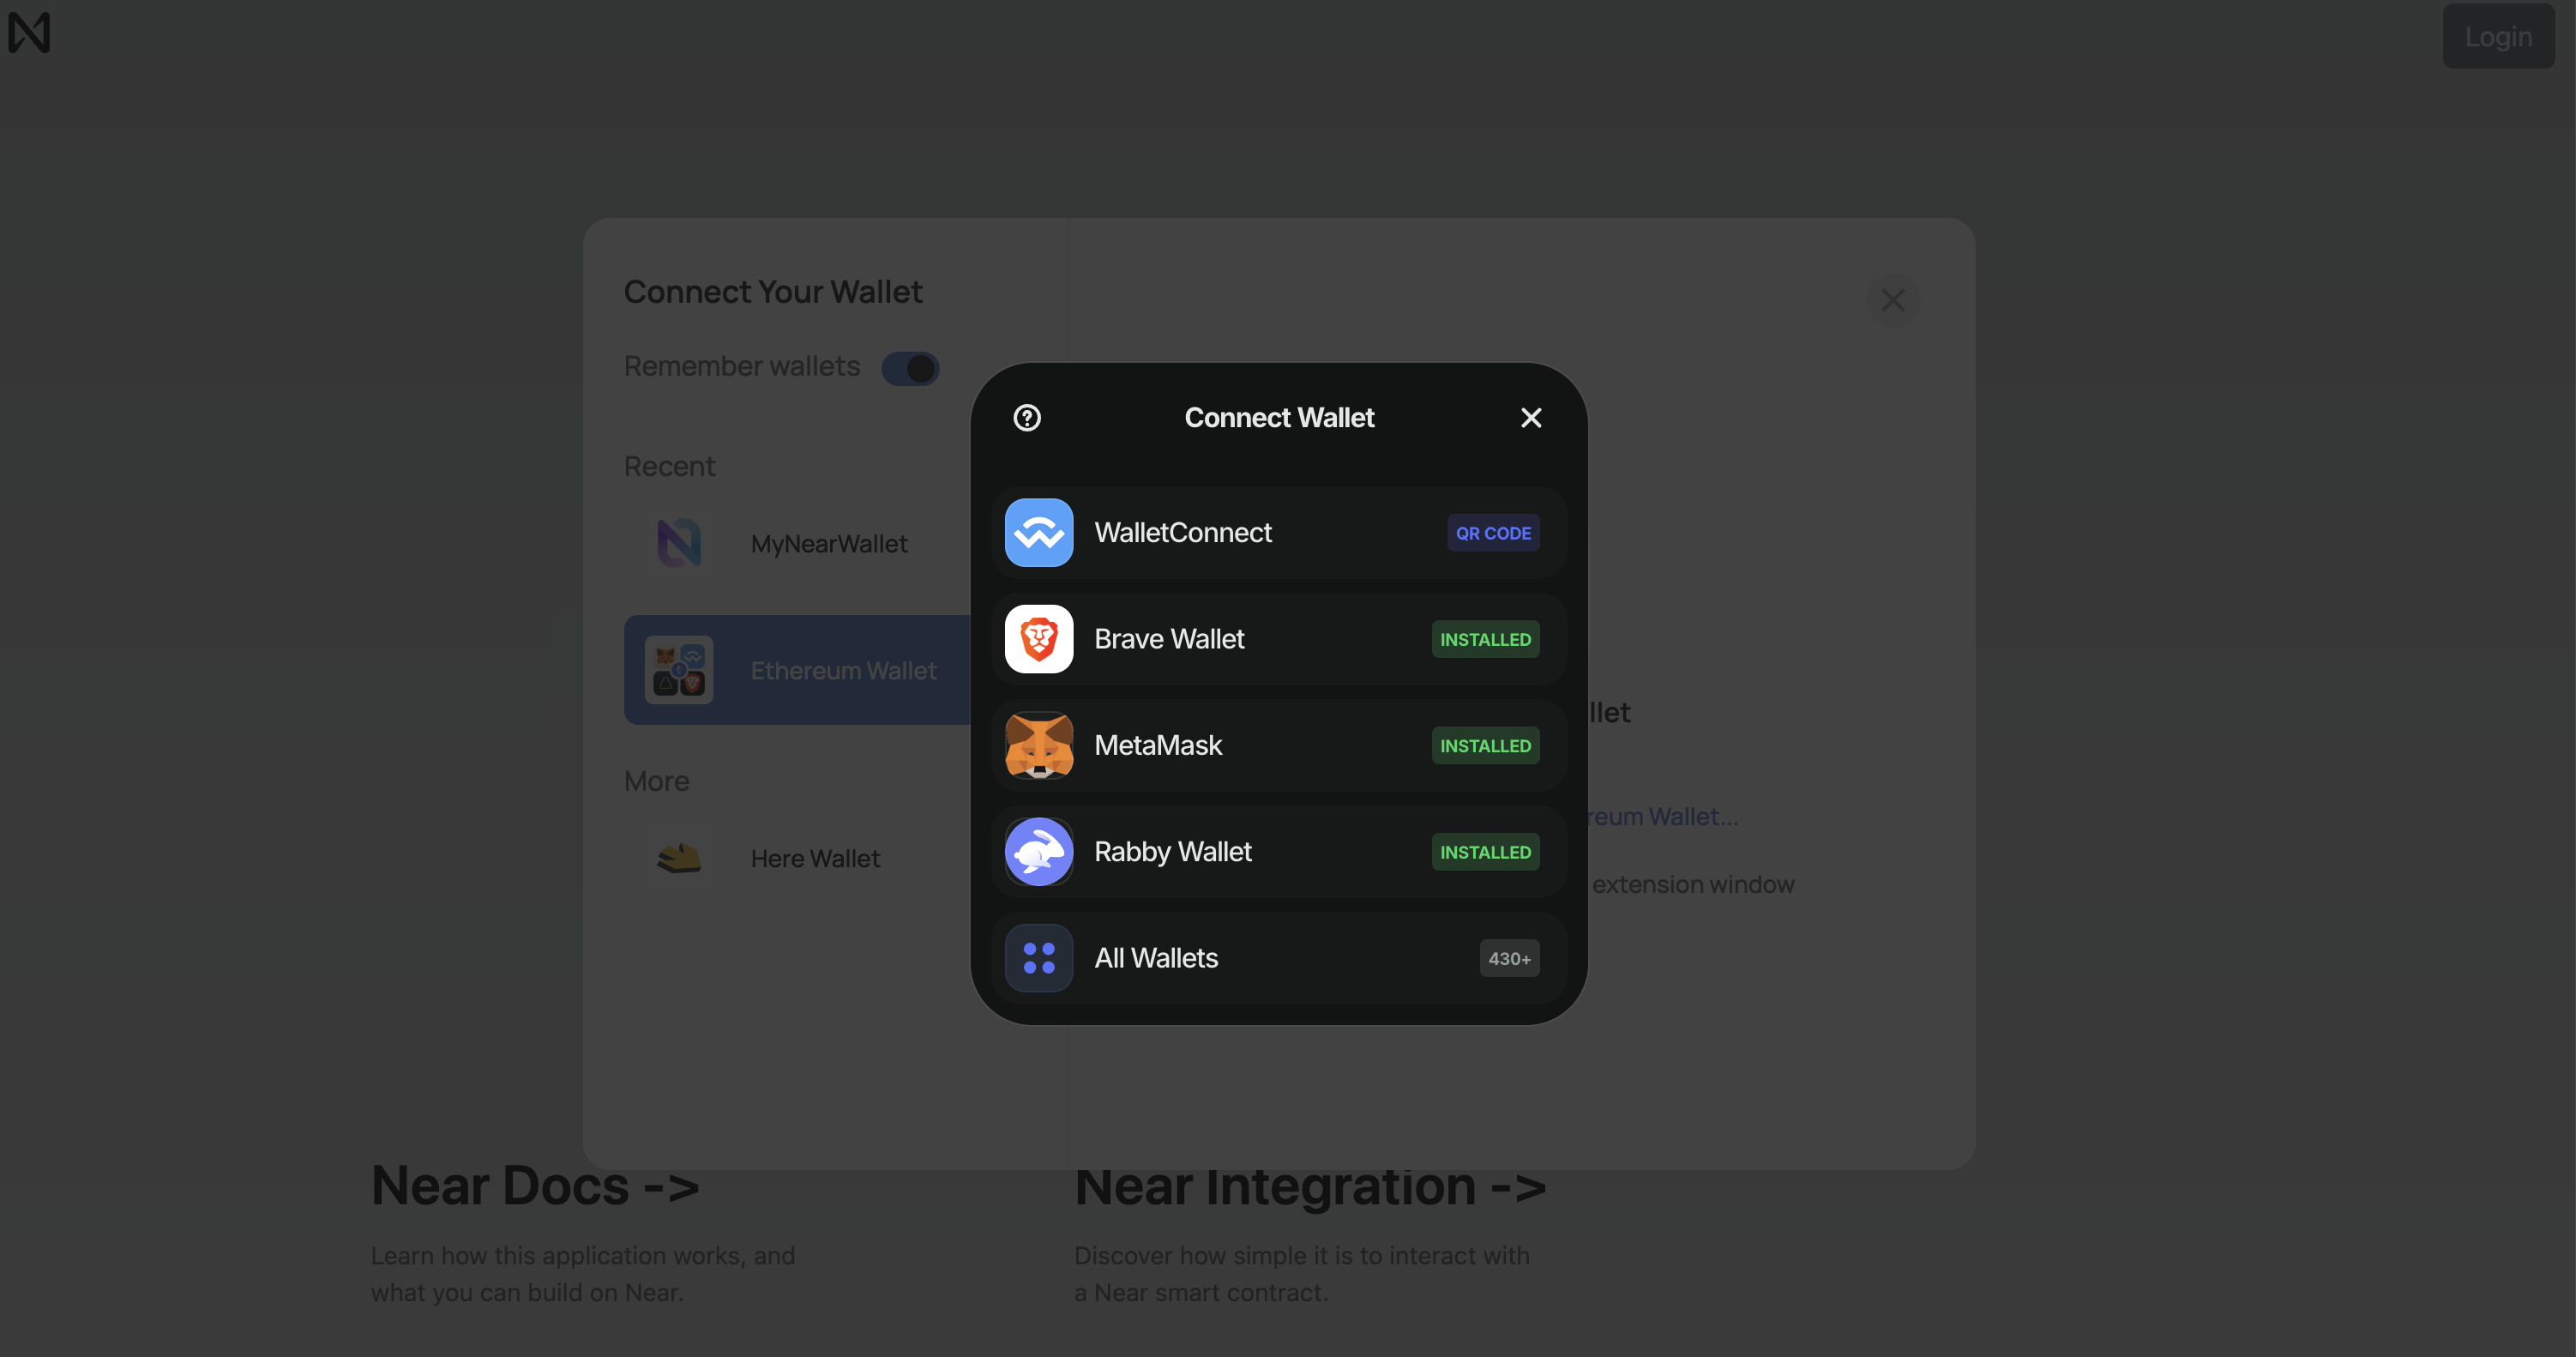 Login
Connect Your Wallet
Remember wallets
Recent
MyNearWallet
Ethereum Wallet
More
Here Wallet
Connect Wallet
WalletConnect
QR CODE
Brave Wallet
INSTALLED
MetaMask
INSTALLED
Rabby Wallet
INSTALLED
All Wallets
430+
llet
reum Wallet...
extension window
Near Docs ->
Learn how this application works, and
what you can build on Near.
Near Integration ->
Discover how simple it is to interact with
a Near smart contract.